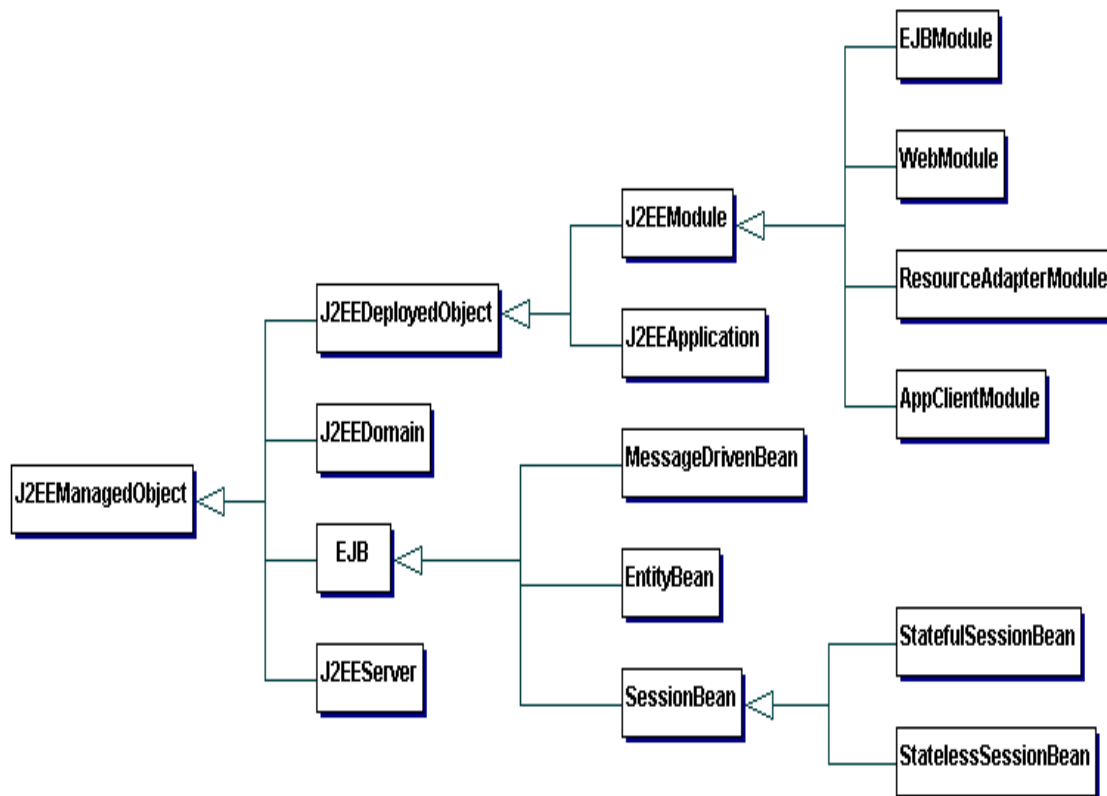 EJBModule
WebModule
J2EEModule
ResourceAdapterModule
J2EEDeployedObject
J2EEApplication
AppClientModule
J2EEDomain
MessageDrivenBean
J2EEManagedObject
EJB
EntityBean
StatefulSessionBean
J2EEServer
SessionBean
StatelessSessionBean